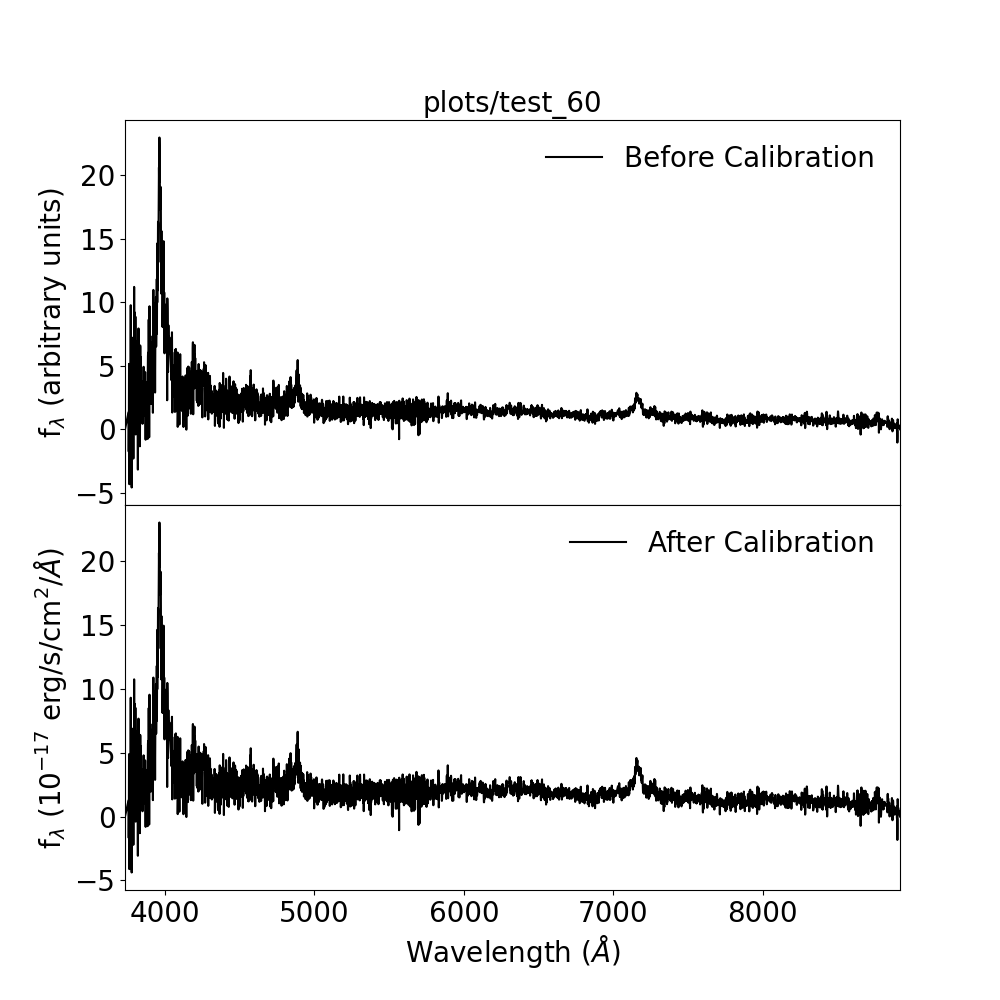 plots/test_60
Before Calibration
20
15
10
5
0
−5
f_λ (arbitrary units)
After Calibration
20
15
10
5
0
−5
f_λ (10^−17 erg/s/cm^2/Å)
4000 5000 6000 7000 8000
Wavelength (Å)